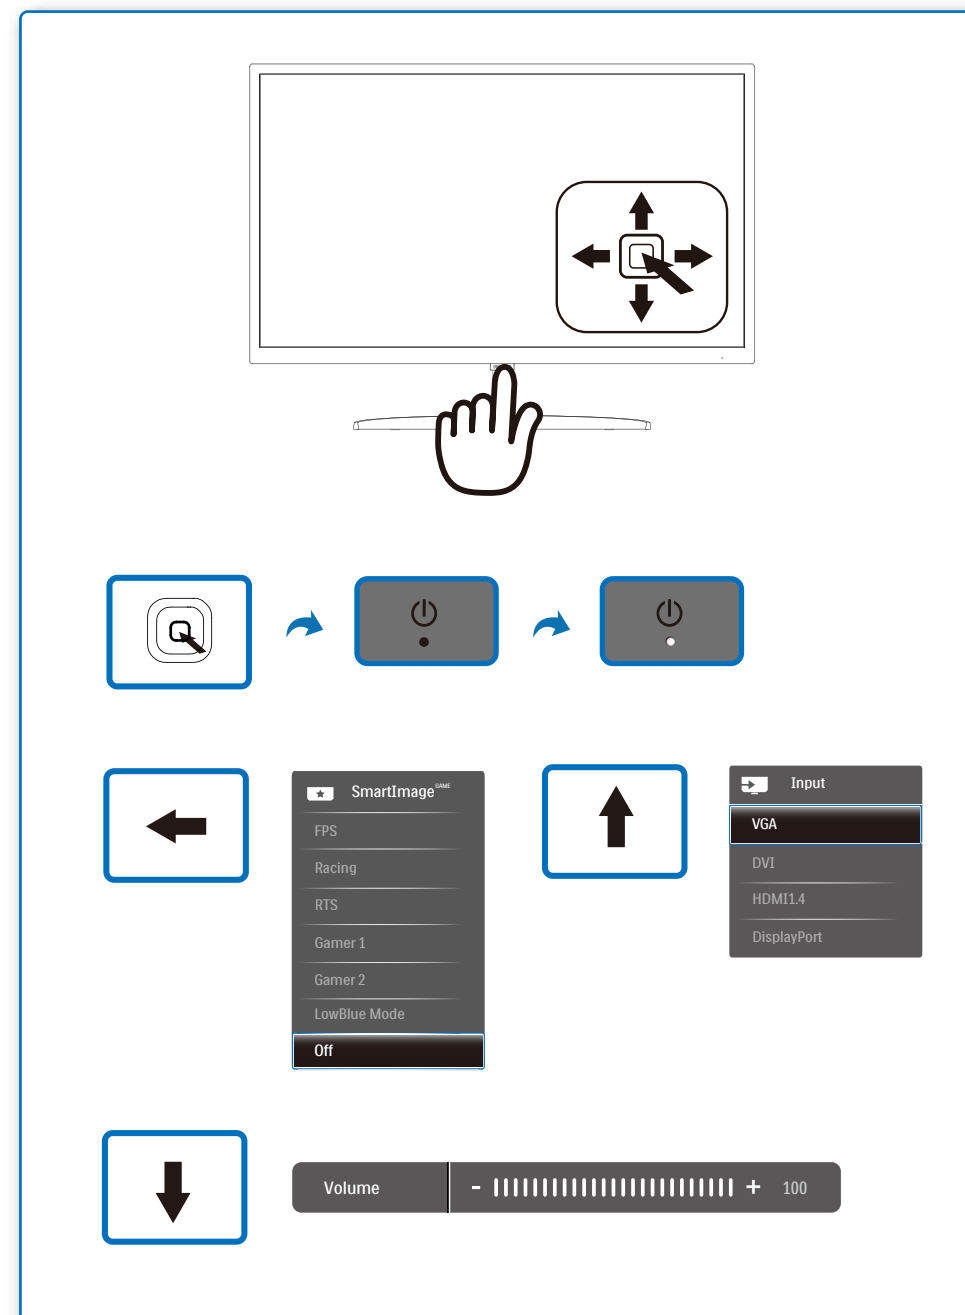 SmartImage GAME
FPS
Racing
RTS
Gamer 1
Gamer 2
LowBlue Mode
Off
Input
VGA
DVI
HDMI1.4
DisplayPort
Volume - + 100